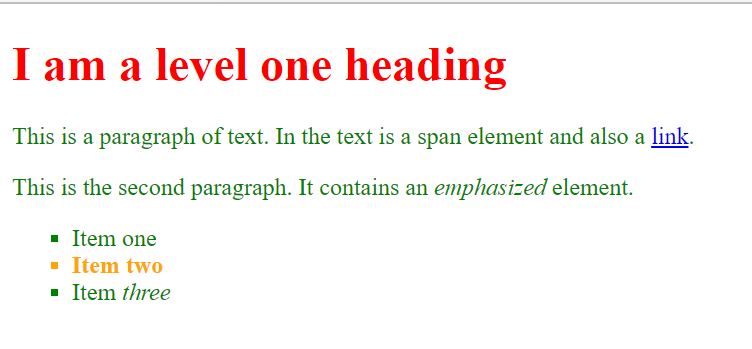 I am a level one heading
This is a paragraph of text. In the text is a span element and also a link.
This is the second paragraph. It contains an emphasized element.
Item one
Item two
Item three